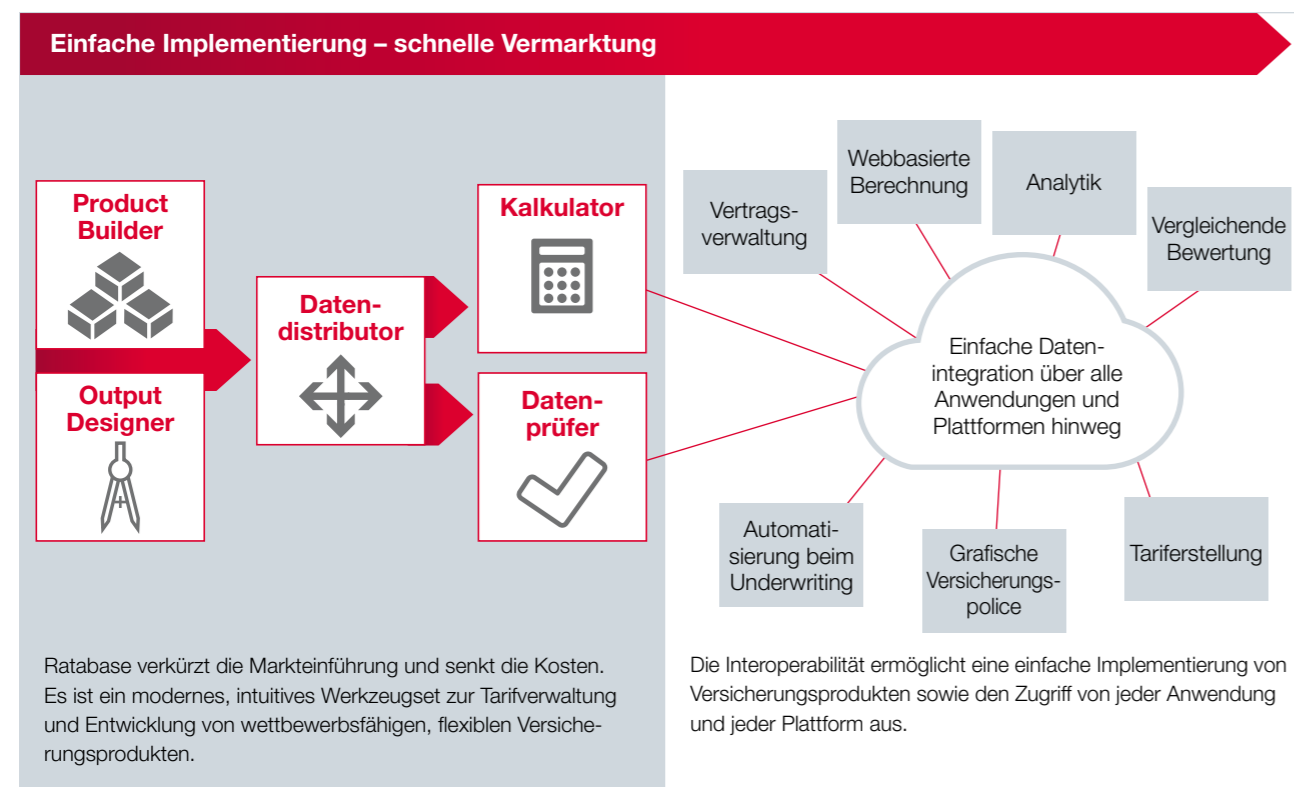 Einfache Implementierung – schnelle Vermarktung
Product
Builder
Output
Designer
Daten-
distributor
Kalkulator
Daten-
prüfer
Vertrags-
verwaltung
Webbasierte
Berechnung
Analytik
Vergleichende
Bewertung
Einfache Daten-
integration über alle
Anwendungen und
Plattformen hinweg
Automati-
sierung beim
Underwriting
Grafische
Versicherungs-
police
Tariferstellung
Ratabase verkürzt die Markteinführung und senkt die Kosten.
Es ist ein modernes, intuitives Werkzeugset zur Tarifverwaltung
und Entwicklung von wettbewerbsfähigen, flexiblen Versiche-
rungsprodukten.
Die Interoperabilität ermöglicht eine einfache Implementierung von
Versicherungsprodukten sowie den Zugriff von jeder Anwendung
und jeder Plattform aus.